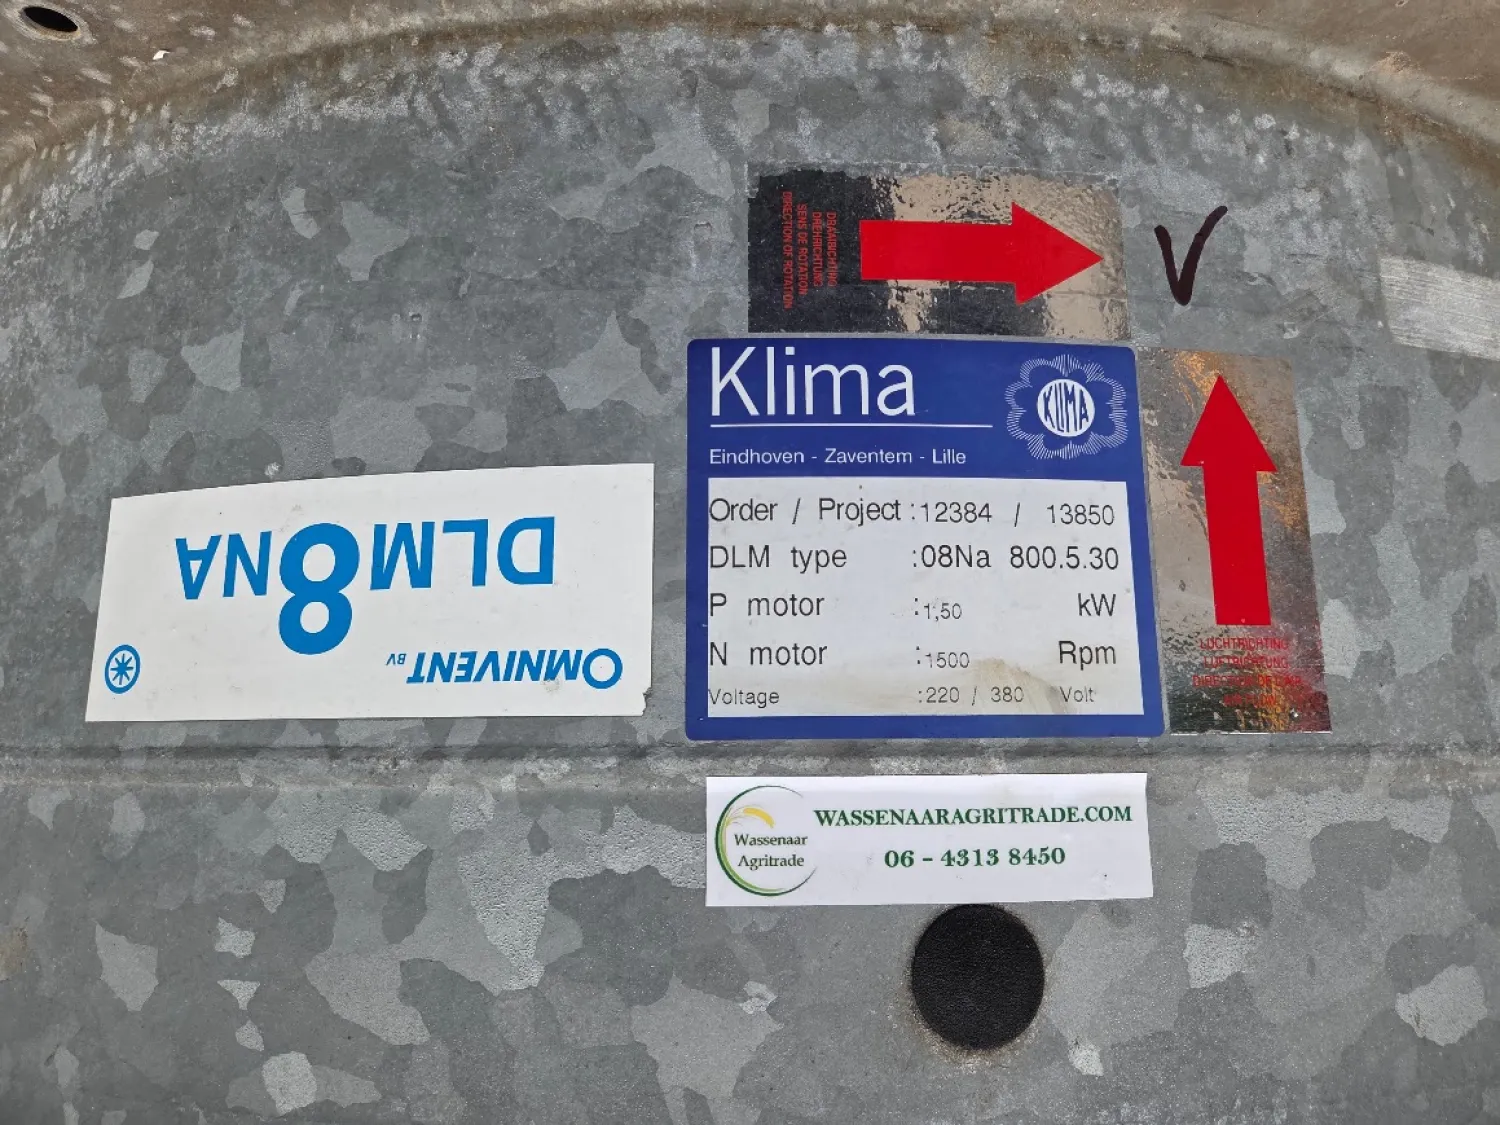 DRAAIRICHTING
DREHRICHTUNG
SENS DE ROTATION
DIRECTION OF ROTATION
V
Klima
KLIMA
Eindhoven - Zaventem - Lille
Order / Project :12384 / 13850
DLM type :08Na 800.5.30
P motor :1,50 kW
N motor :1500 Rpm
Voltage :220 / 380 Volt
OMNIVENT BV
DLM8NA
LUCHTRICHTING
LUFTRICHTUNG
WASSENAARAGRITRADE.COM
06 - 4313 8450
Wassenaar
Agritrade